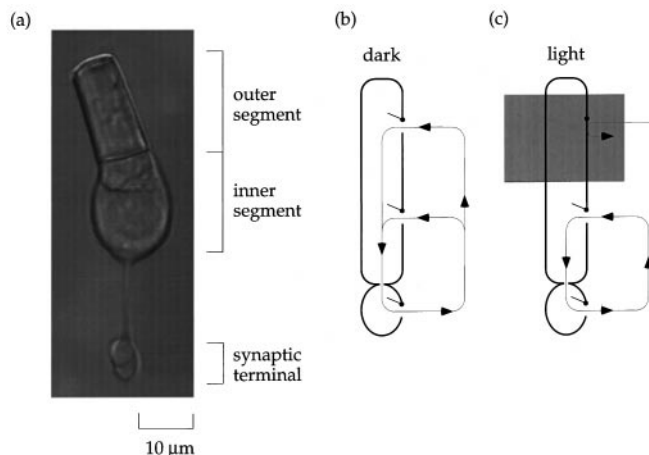 (a)
(b)
(c)
dark
light
outer
segment
inner
segment
synaptic
terminal
10 μm